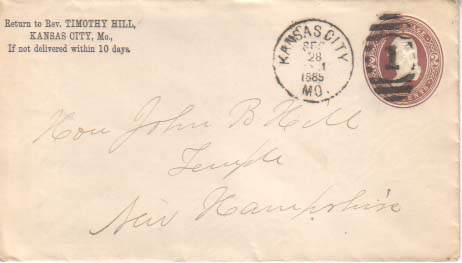 Return to Rev. TIMOTHY HILL,
KANSAS CITY, Mo.,
If not delivered within 10 days.
KANSAS CITY
28
1885
MO.
Hon John B Hill
Temple
New Hampshire